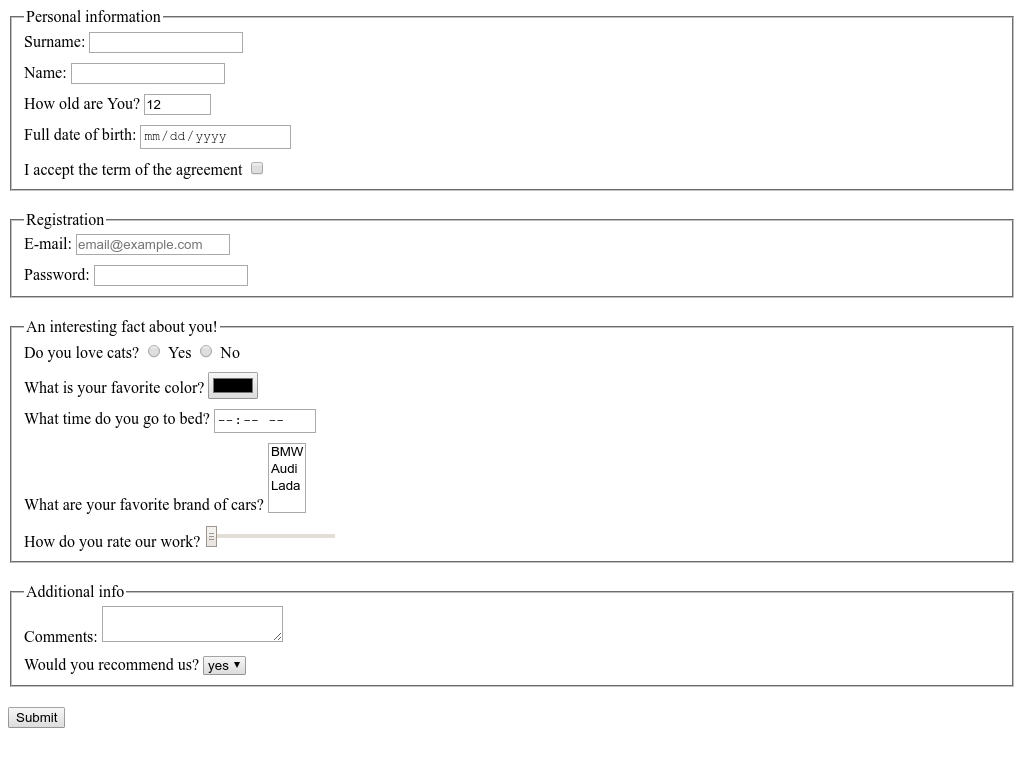 Personal information
Surname:
Name:
How old are You? 12
Full date of birth: mm/dd/yyyy
I accept the term of the agreement
Registration
E-mail: email@example.com
Password:
An interesting fact about you!
Do you love cats? Yes No
What is your favorite color?
What time do you go to bed? --:-- --
BMW
Audi
Lada
What are your favorite brand of cars?
How do you rate our work?
Additional info
Comments:
Would you recommend us? yes
Submit